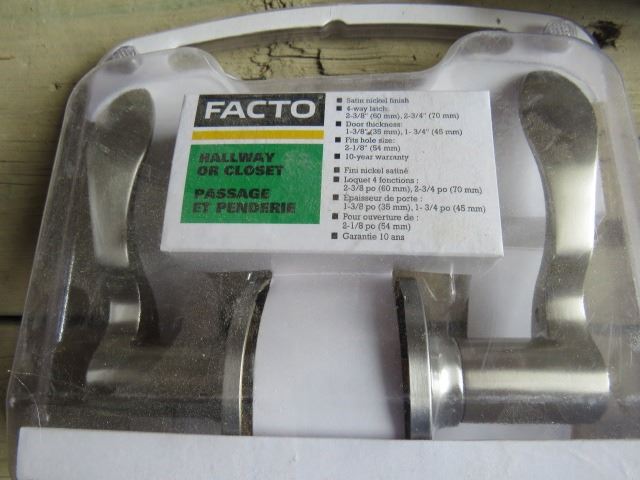 FACTO
HALLWAY
OR CLOSET
PASSAGE
ET PENDERIE
■ Satin nickel finish
■ 4-way latch:
2-3/8" (60 mm), 2-3/4" (70 mm)
■ Door thickness:
1-3/8" (35 mm), 1- 3/4" (45 mm)
■ Fits hole size:
2-1/8" (54 mm)
■ 10-year warranty
■ Fini nickel satiné
■ Loquet 4 fonctions :
2-3/8 po (60 mm), 2-3/4 po (70 mm)
■ Épaisseur de porte :
1-3/8 po (35 mm), 1- 3/4 po (45 mm)
■ Pour ouverture de :
2-1/8 po (54 mm)
■ Garantie 10 ans